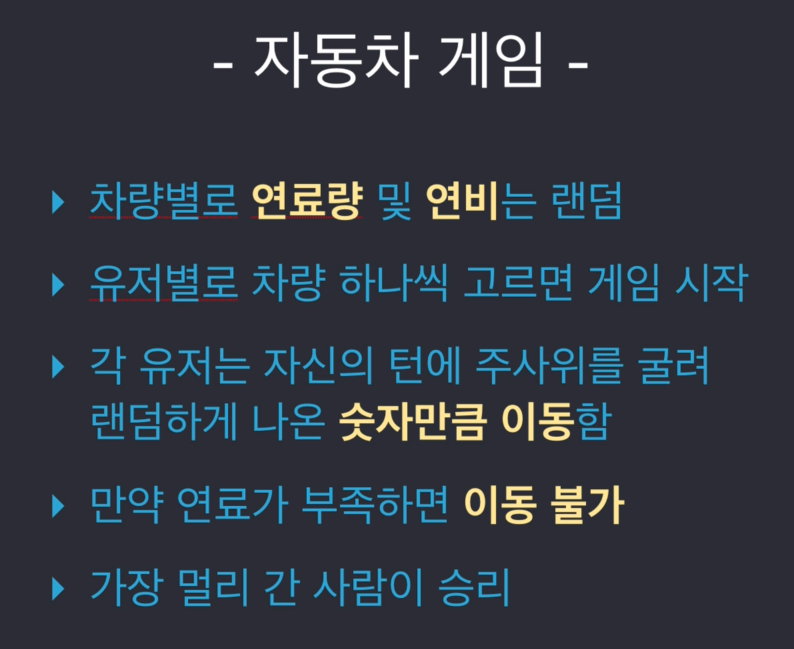 - 자동차 게임 -
차량별로 연료량 및 연비는 랜덤
유저별로 차량 하나씩 고르면 게임 시작
각 유저는 자신의 턴에 주사위를 굴려
랜덤하게 나온 숫자만큼 이동함
만약 연료가 부족하면 이동 불가
가장 멀리 간 사람이 승리